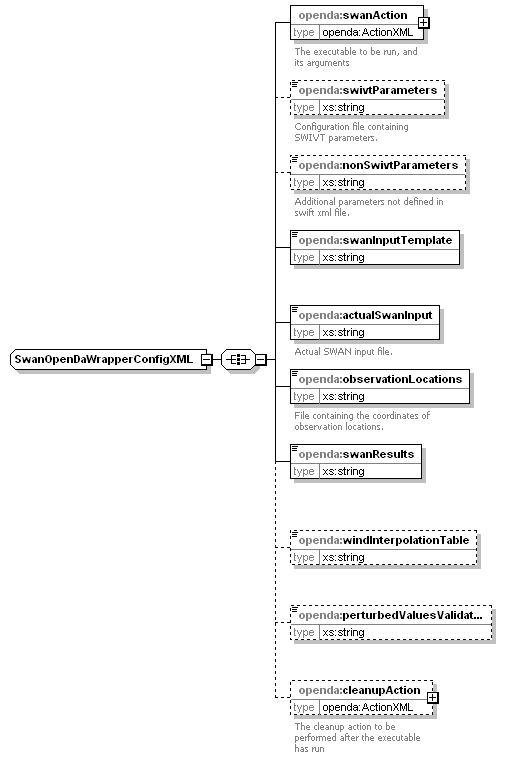 openda:swanAction
type openda:ActionXML
The executable to be run, and
its arguments
openda:swivtParameters
type xs:string
Configuration file containing
SWIVT parameters.
openda:nonSwivtParameters
type xs:string
Additional parameters not defined in
swift xml file.
openda:swanInputTemplate
type xs:string
openda:actualSwanInput
type xs:string
Actual SWAN input file.
SwanOpenDaWrapperConfigXML
openda:observationLocations
type xs:string
File containing the coordinates of
observation locations.
openda:swanResults
type xs:string
openda:windInterpolationTable
type xs:string
openda:perturbedValuesValidat...
type xs:string
openda:cleanupAction
type openda:ActionXML
The cleanup action to be
performed after the executable
has run